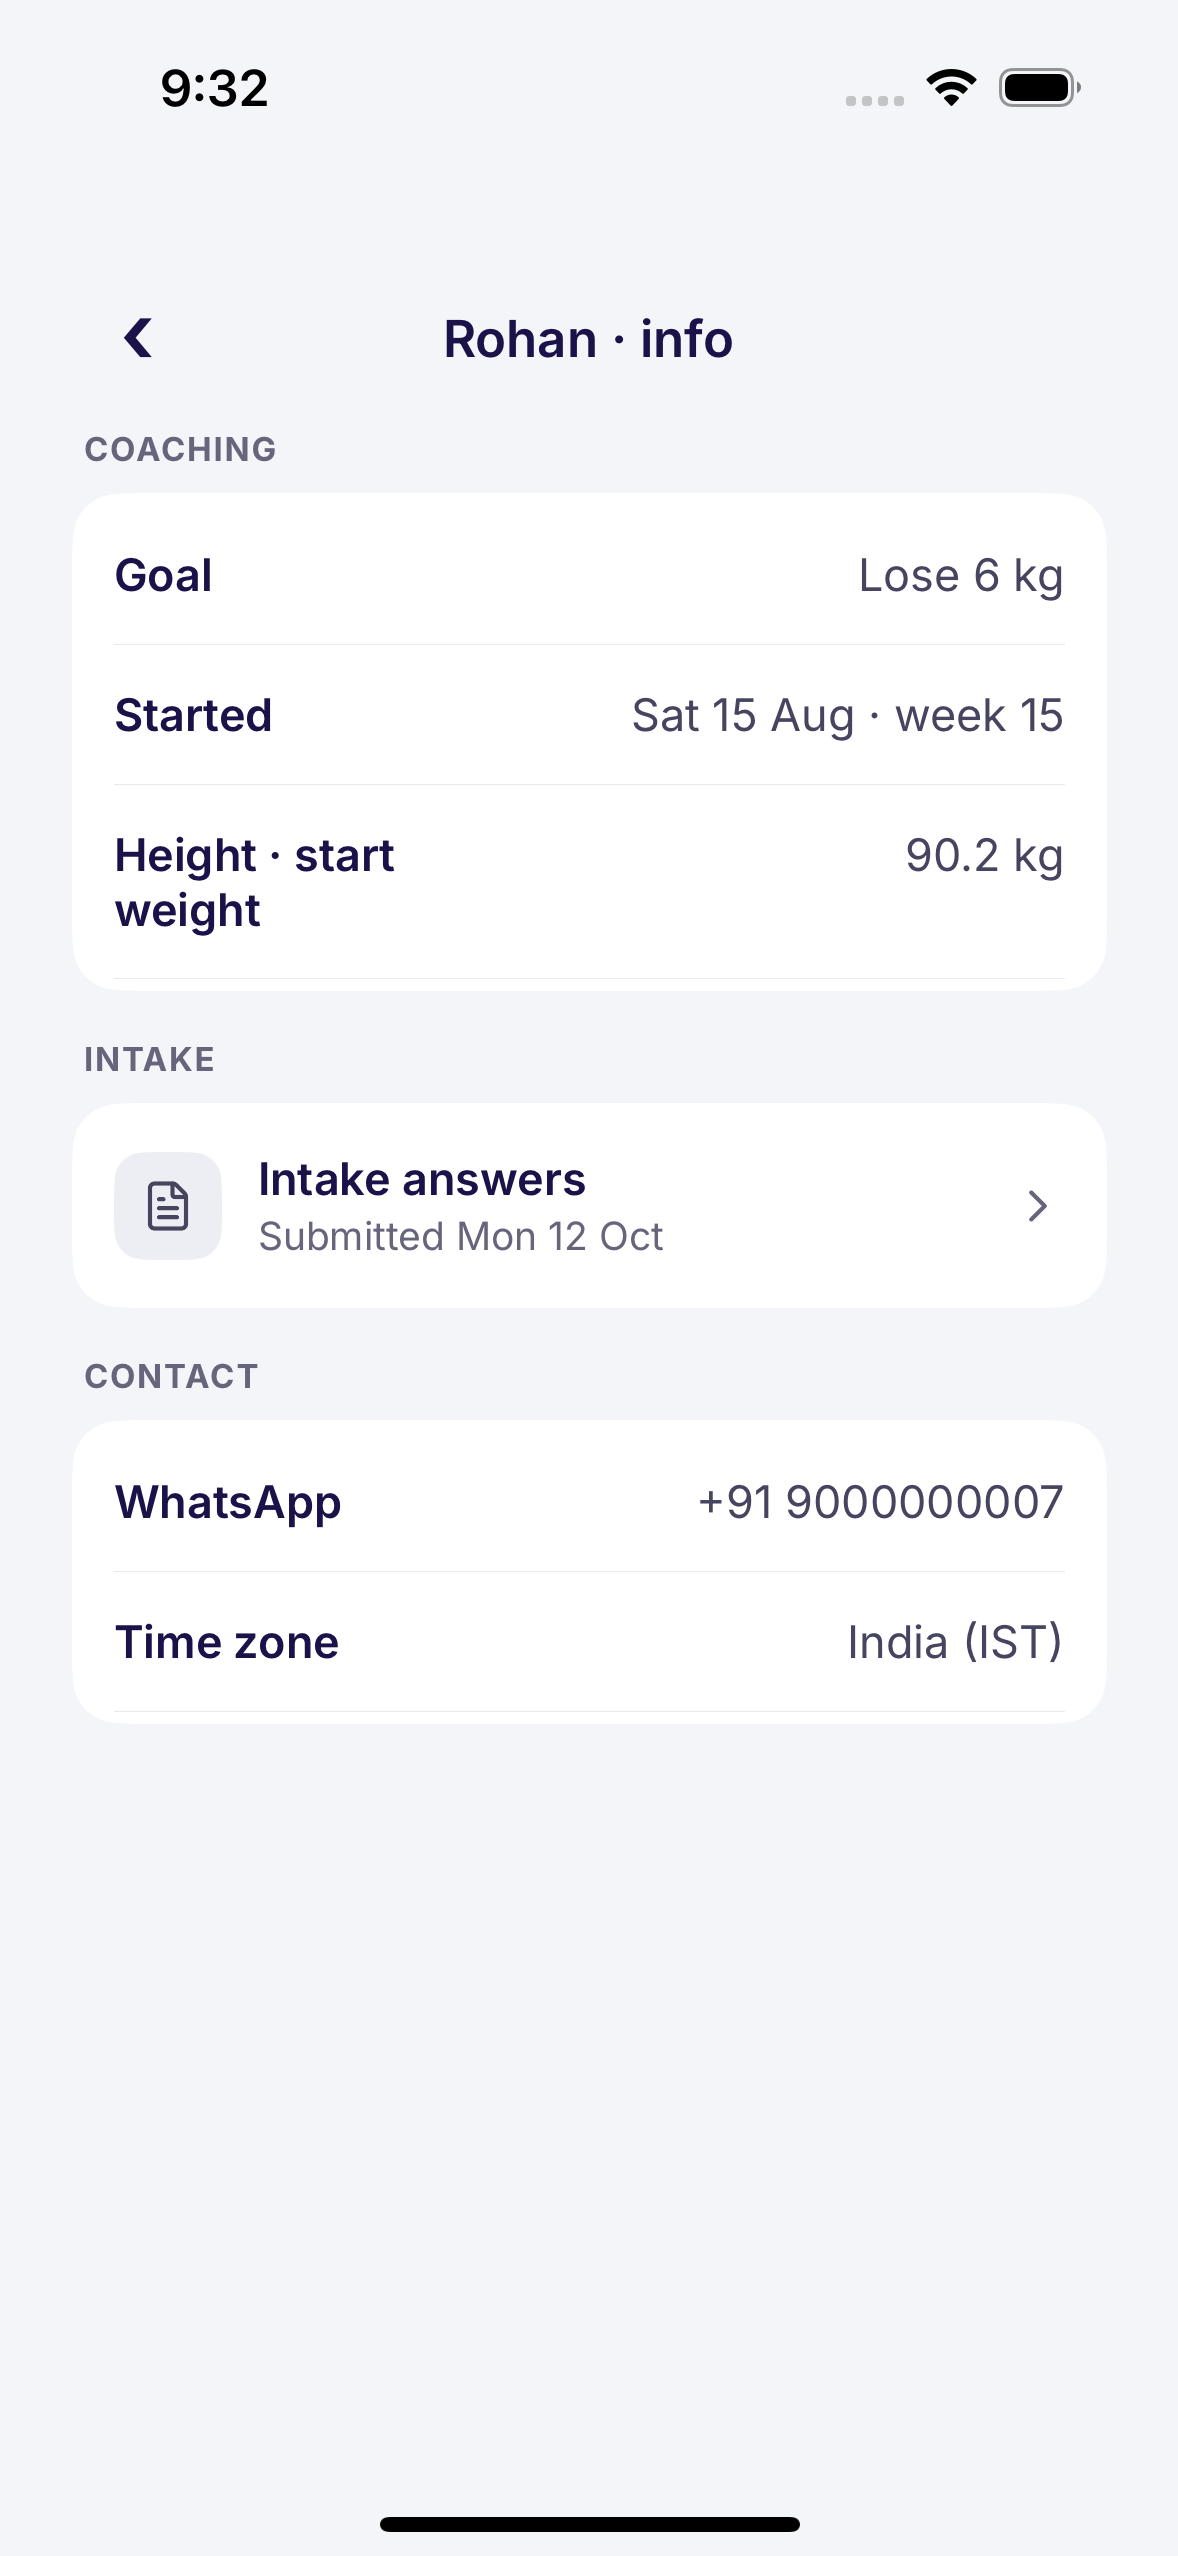 9:32
Rohan · info
COACHING
Goal
Lose 6 kg
Started
Sat 15 Aug · week 15
Height · start
weight
90.2 kg
INTAKE
Intake answers
Submitted Mon 12 Oct
CONTACT
WhatsApp
+91 9000000007
Time zone
India (IST)